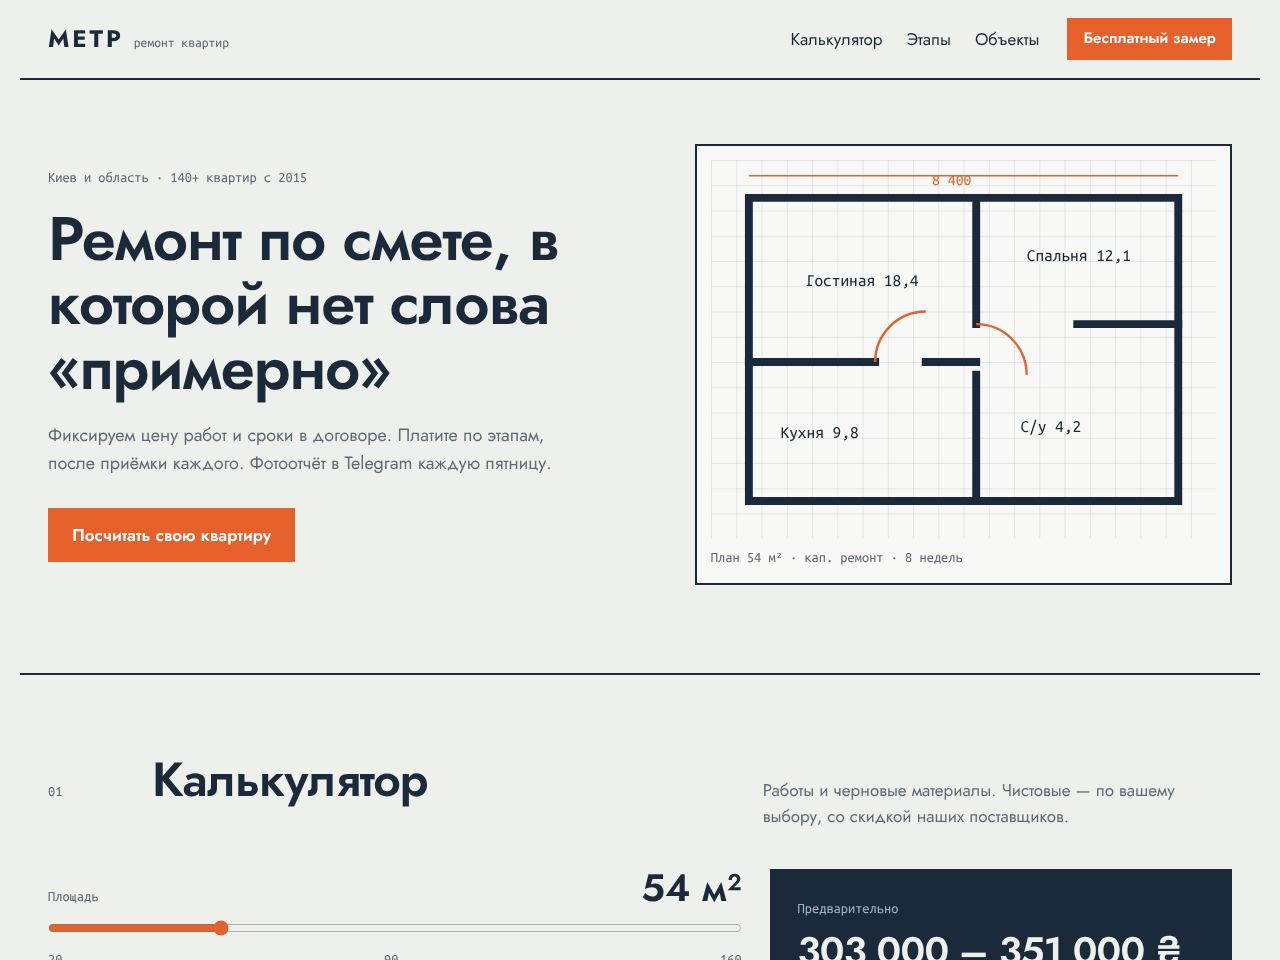 МЕТР ремонт квартир
Калькулятор Этапы Объекты Бесплатный замер
Киев и область · 140+ квартир с 2015
Ремонт по смете, в
которой нет слова
«примерно»
Фиксируем цену работ и сроки в договоре. Платите по этапам,
после приёмки каждого. Фотоотчёт в Telegram каждую пятницу.
Посчитать свою квартиру
8 400
Спальня 12,1
Гостиная 18,4
Кухня 9,8
С/у 4,2
План 54 м² · кап. ремонт · 8 недель
01
Калькулятор
Работы и черновые материалы. Чистовые — по вашему
выбору, со скидкой наших поставщиков.
Площадь
54 м²
20 90 160
Предварительно
303 000 – 351 000 ₴